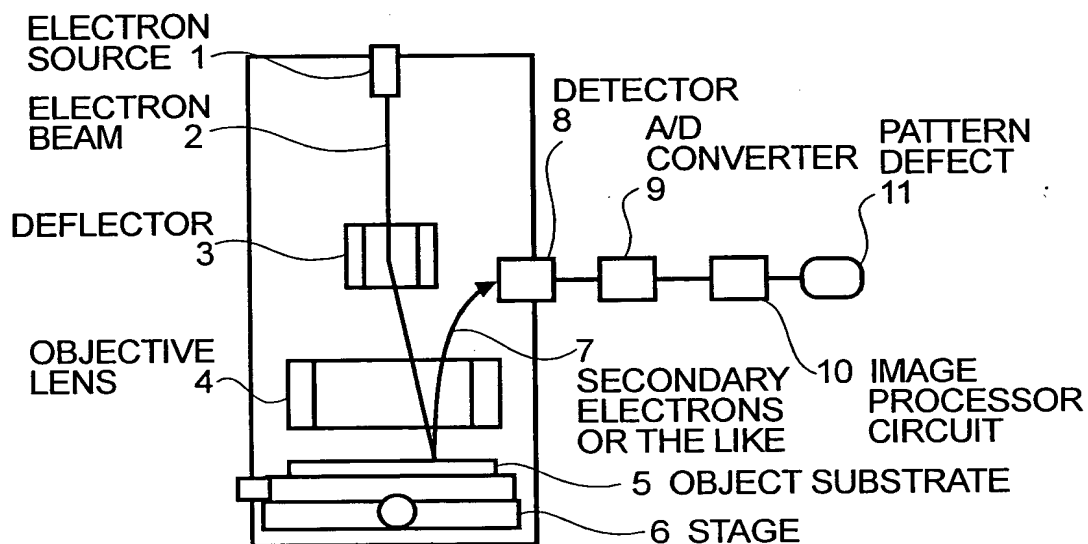 ELECTRON
SOURCE 1
ELECTRON
BEAM 2
DEFLECTOR
3
OBJECTIVE
LENS 4
DETECTOR
8
A/D
CONVERTER
9
PATTERN
DEFECT
11
7
SECONDARY
ELECTRONS
OR THE LIKE
10 IMAGE
PROCESSOR
CIRCUIT
5 OBJECT SUBSTRATE
6 STAGE